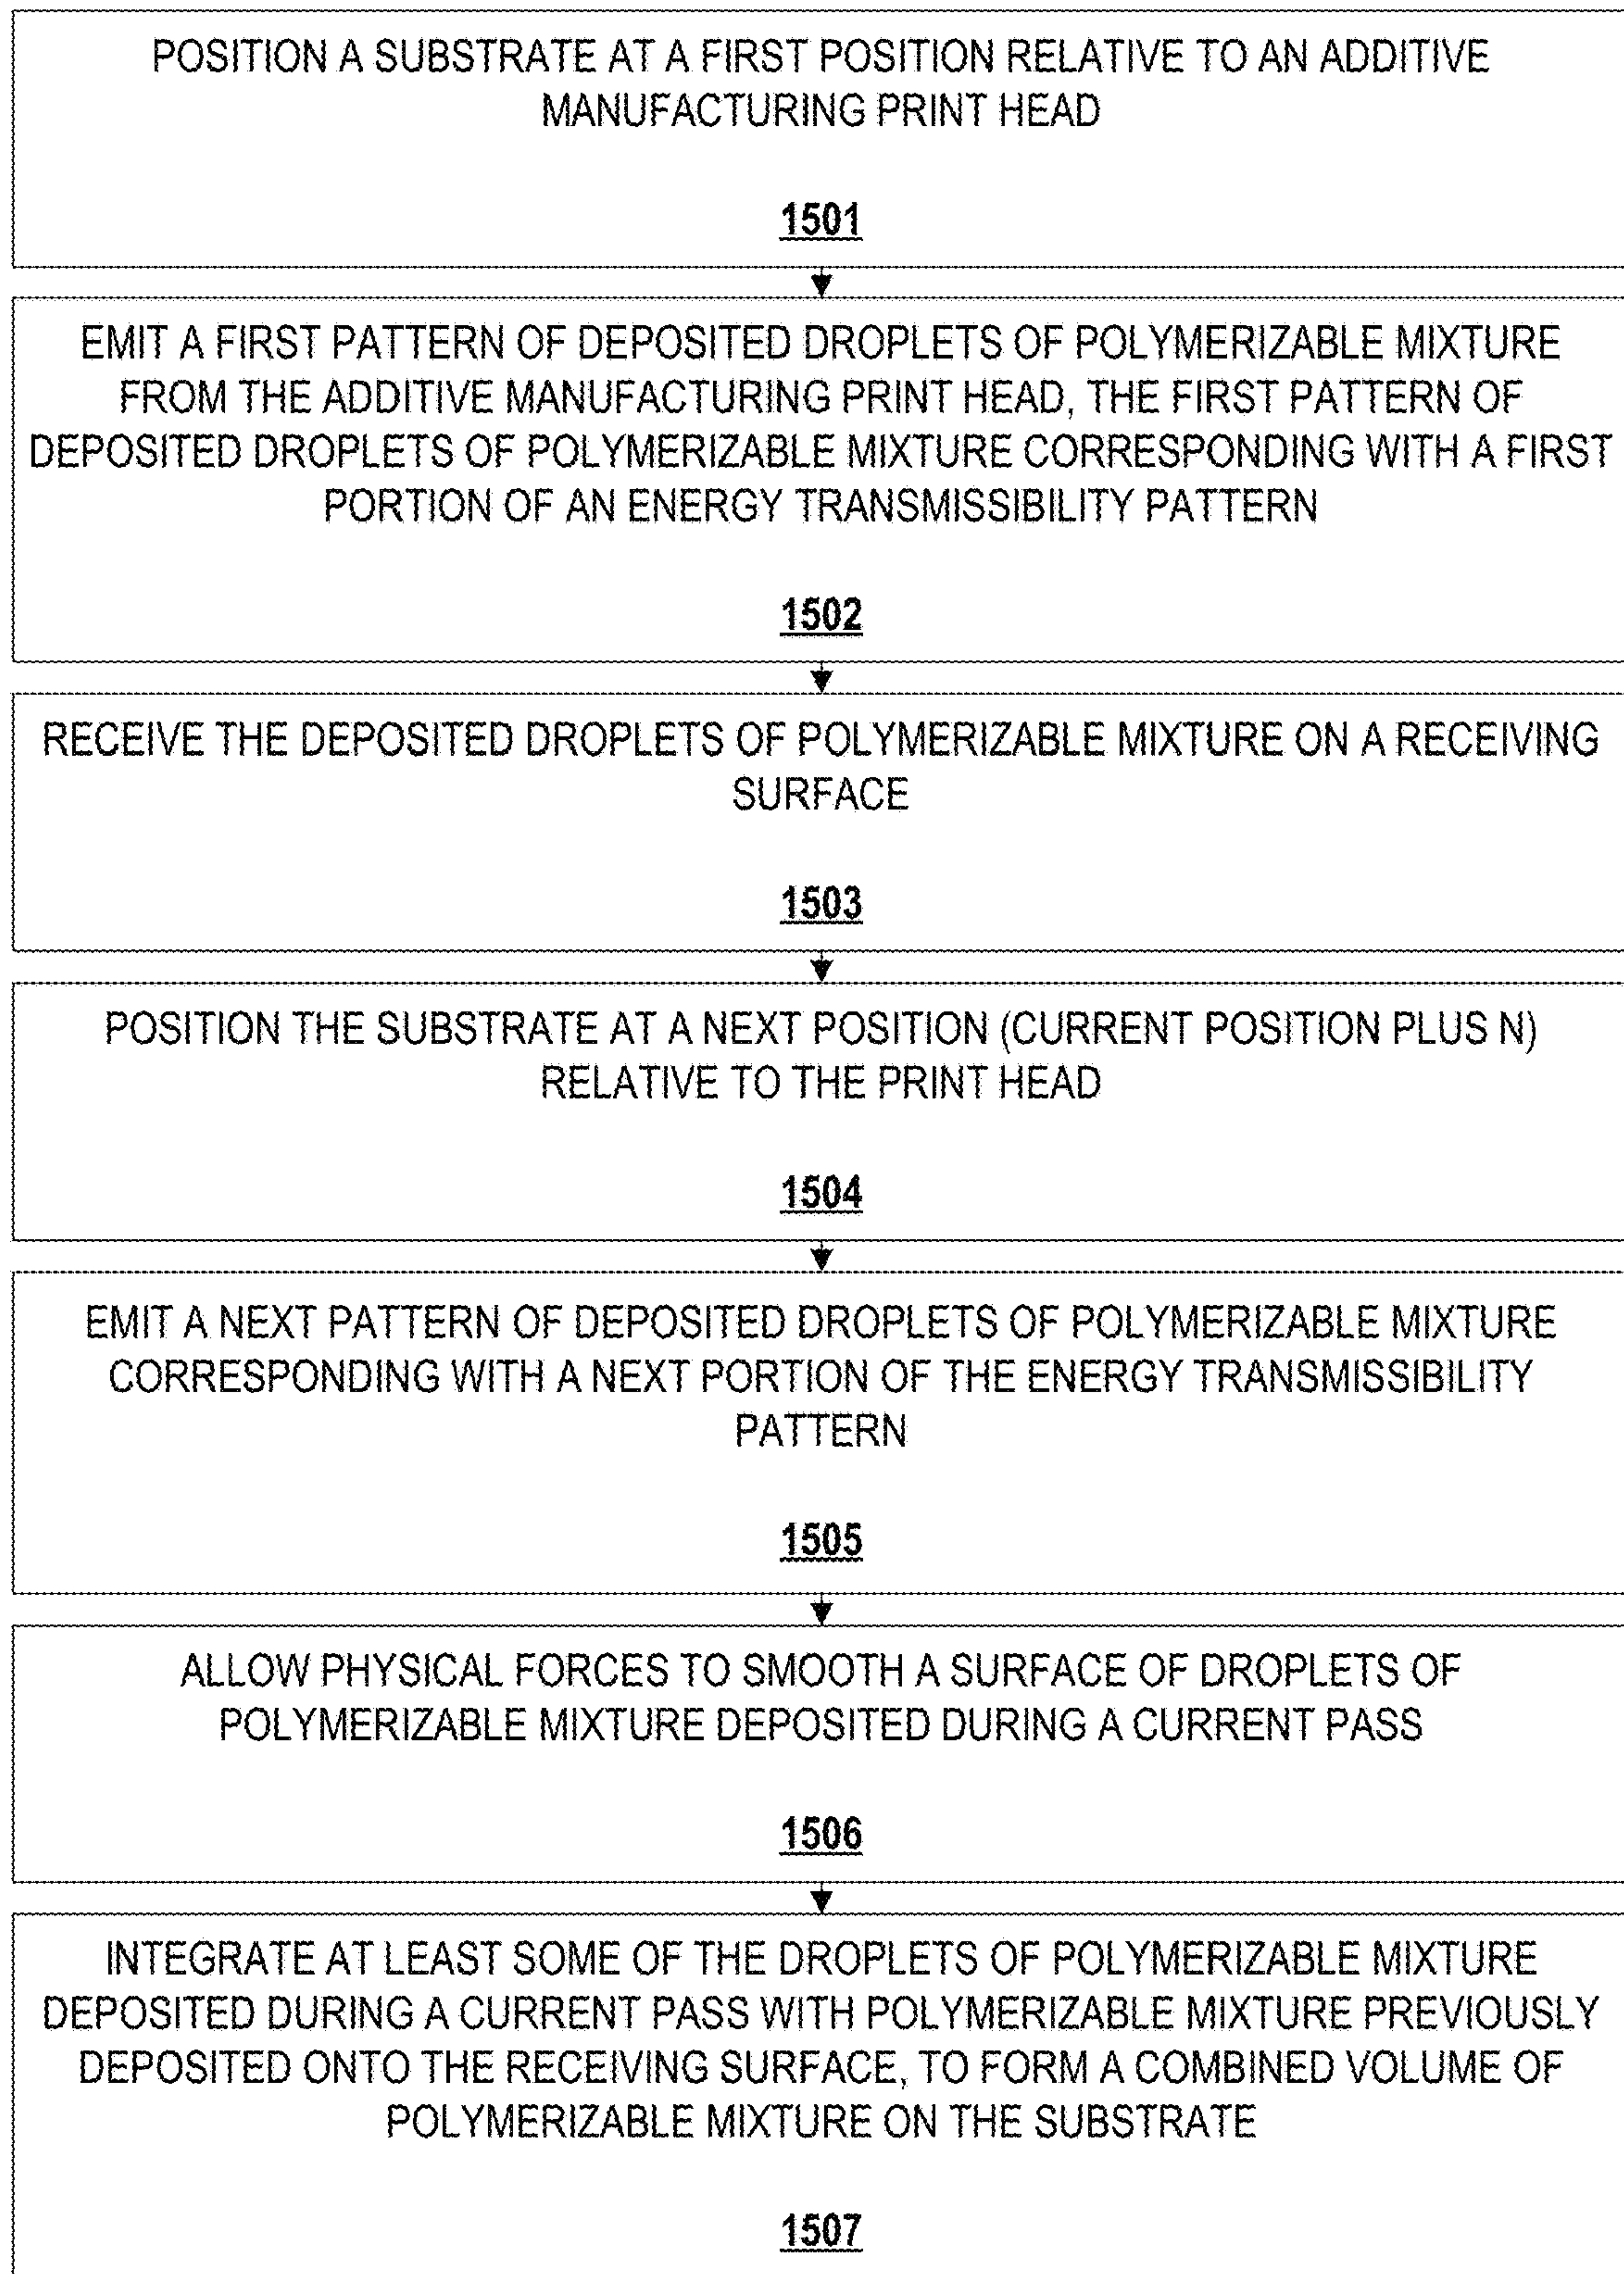 POSITION A SUBSTRATE AT A FIRST POSITION RELATIVE TO AN ADDITIVE
MANUFACTURING PRINT HEAD
1501
EMIT A FIRST PATTERN OF DEPOSITED DROPLETS OF POLYMERIZABLE MIXTURE
FROM THE ADDITIVE MANUFACTURING PRINT HEAD, THE FIRST PATTERN OF
DEPOSITED DROPLETS OF POLYMERIZABLE MIXTURE CORRESPONDING WITH A FIRST
PORTION OF AN ENERGY TRANSMISSIBILITY PATTERN
1502
RECEIVE THE DEPOSITED DROPLETS OF POLYMERIZABLE MIXTURE ON A RECEIVING
SURFACE
1503
POSITION THE SUBSTRATE AT A NEXT POSITION (CURRENT POSITION PLUS N)
RELATIVE TO THE PRINT HEAD
1504
EMIT A NEXT PATTERN OF DEPOSITED DROPLETS OF POLYMERIZABLE MIXTURE
CORRESPONDING WITH A NEXT PORTION OF THE ENERGY TRANSMISSIBILITY
PATTERN
1505
ALLOW PHYSICAL FORCES TO SMOOTH A SURFACE OF DROPLETS OF
POLYMERIZABLE MIXTURE DEPOSITED DURING A CURRENT PASS
1506
INTEGRATE AT LEAST SOME OF THE DROPLETS OF POLYMERIZABLE MIXTURE
DEPOSITED DURING A CURRENT PASS WITH POLYMERIZABLE MIXTURE PREVIOUSLY
DEPOSITED ONTO THE RECEIVING SURFACE, TO FORM A COMBINED VOLUME OF
POLYMERIZABLE MIXTURE ON THE SUBSTRATE
1507